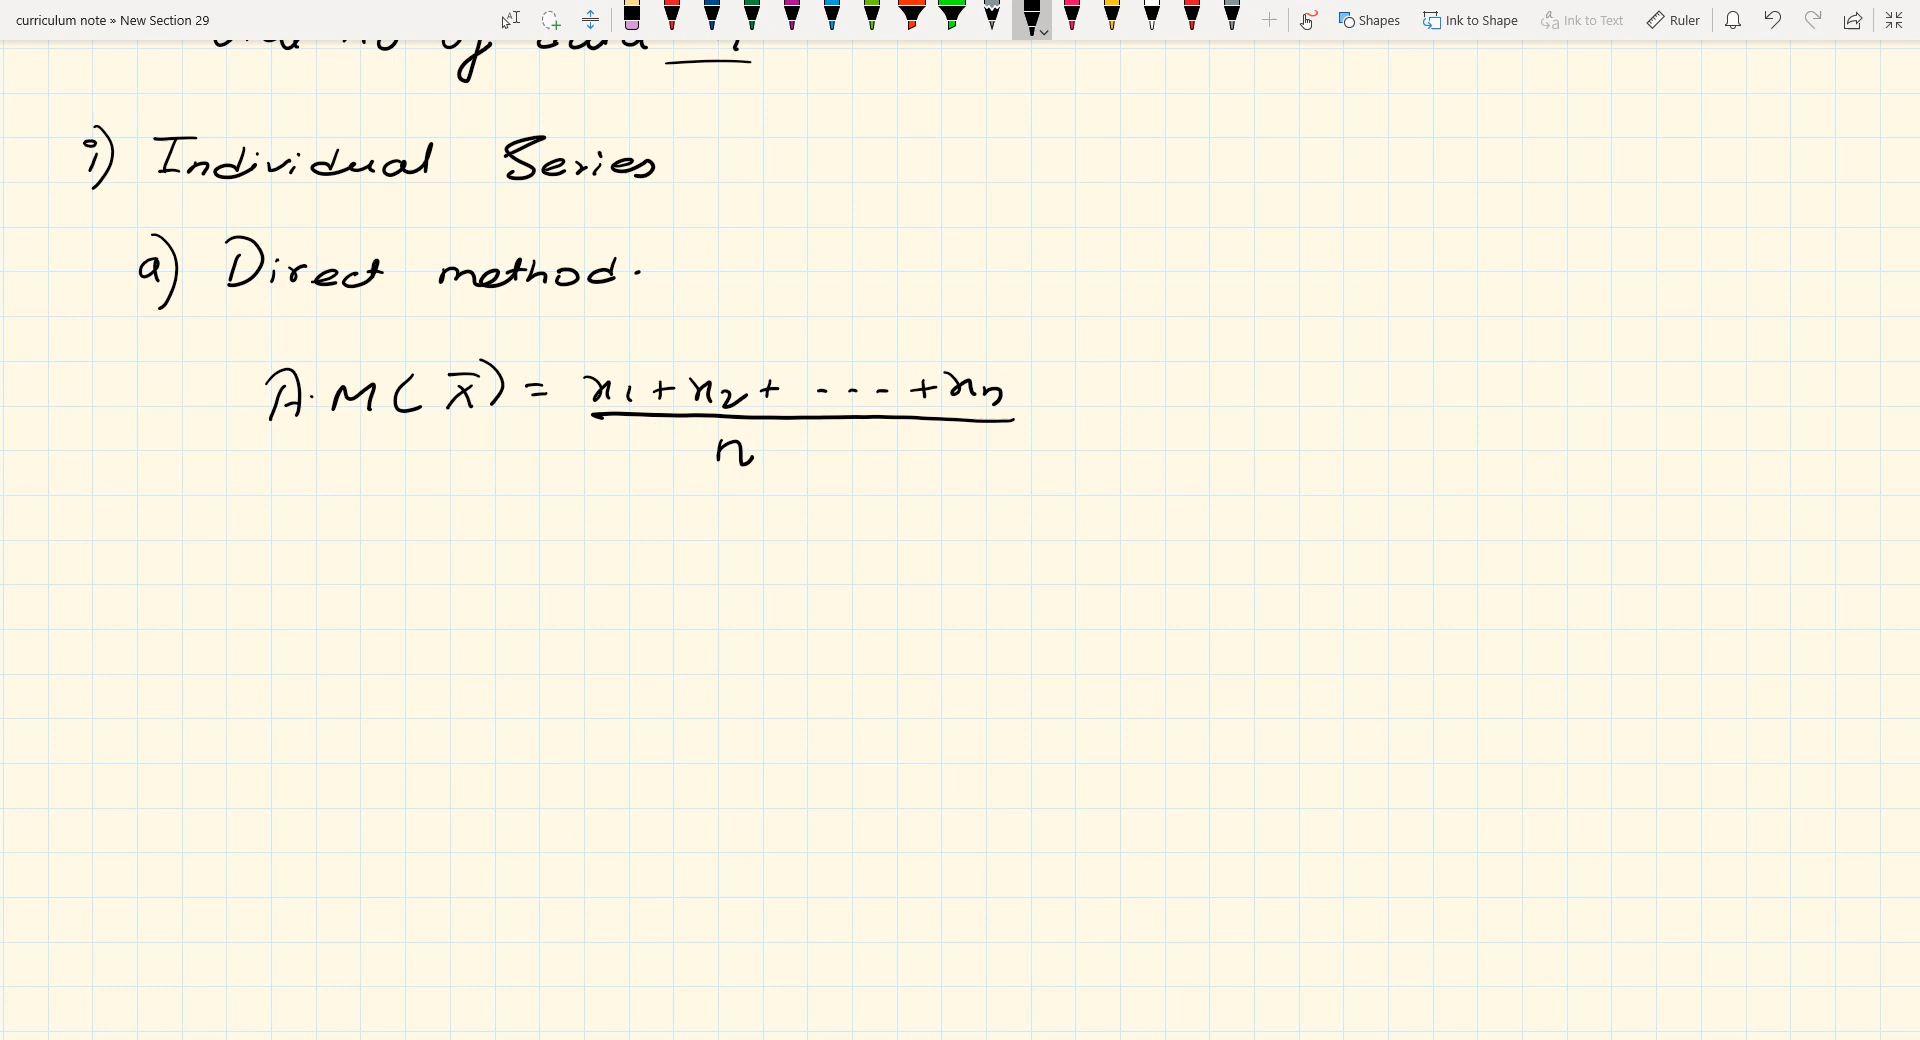 curriculum note » New Section 29
Shapes Ink to Shape Ink to Text Ruler
i) Individual Series
a) Direct method.
A.M ( x̄ ) = x₁ + x₂ + - - - - + xₙ
n